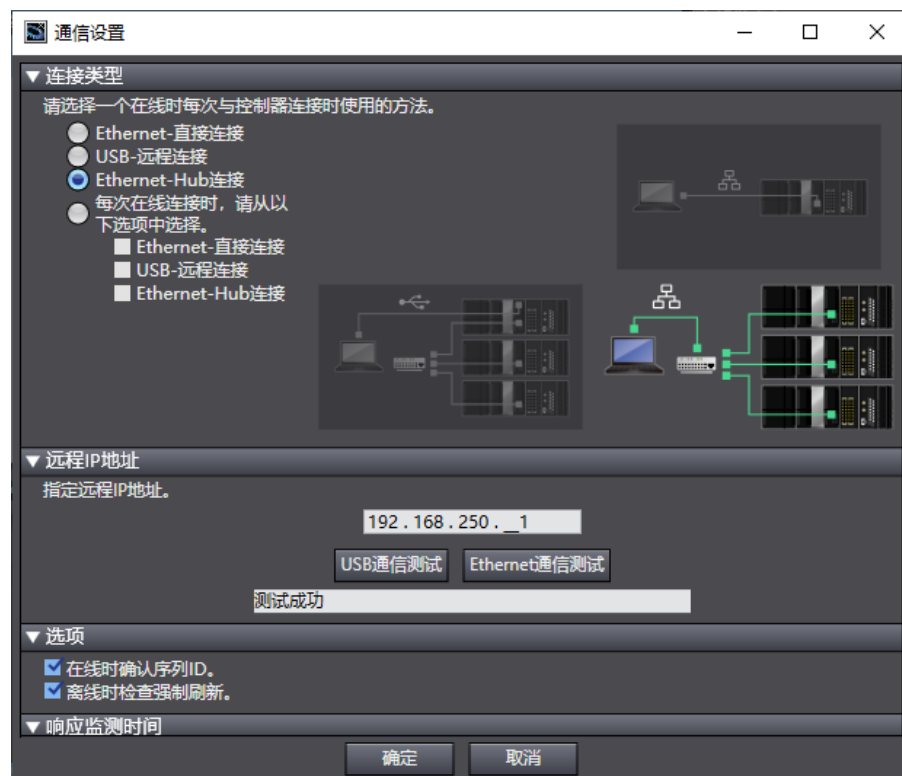 通信设置
▼连接类型
请选择一个在线时每次与控制器连接时使用的方法。
Ethernet-直接连接
USB-远程连接
Ethernet-Hub连接
每次在线连接时，请从以
下选项中选择。
Ethernet-直接连接
USB-远程连接
Ethernet-Hub连接
▼远程IP地址
指定远程IP地址。
192.168.250.__1
USB通信测试 Ethernet通信测试
测试成功
▼选项
在线时确认序列ID。
离线时检查强制刷新。
▼响应监测时间
确定 取消